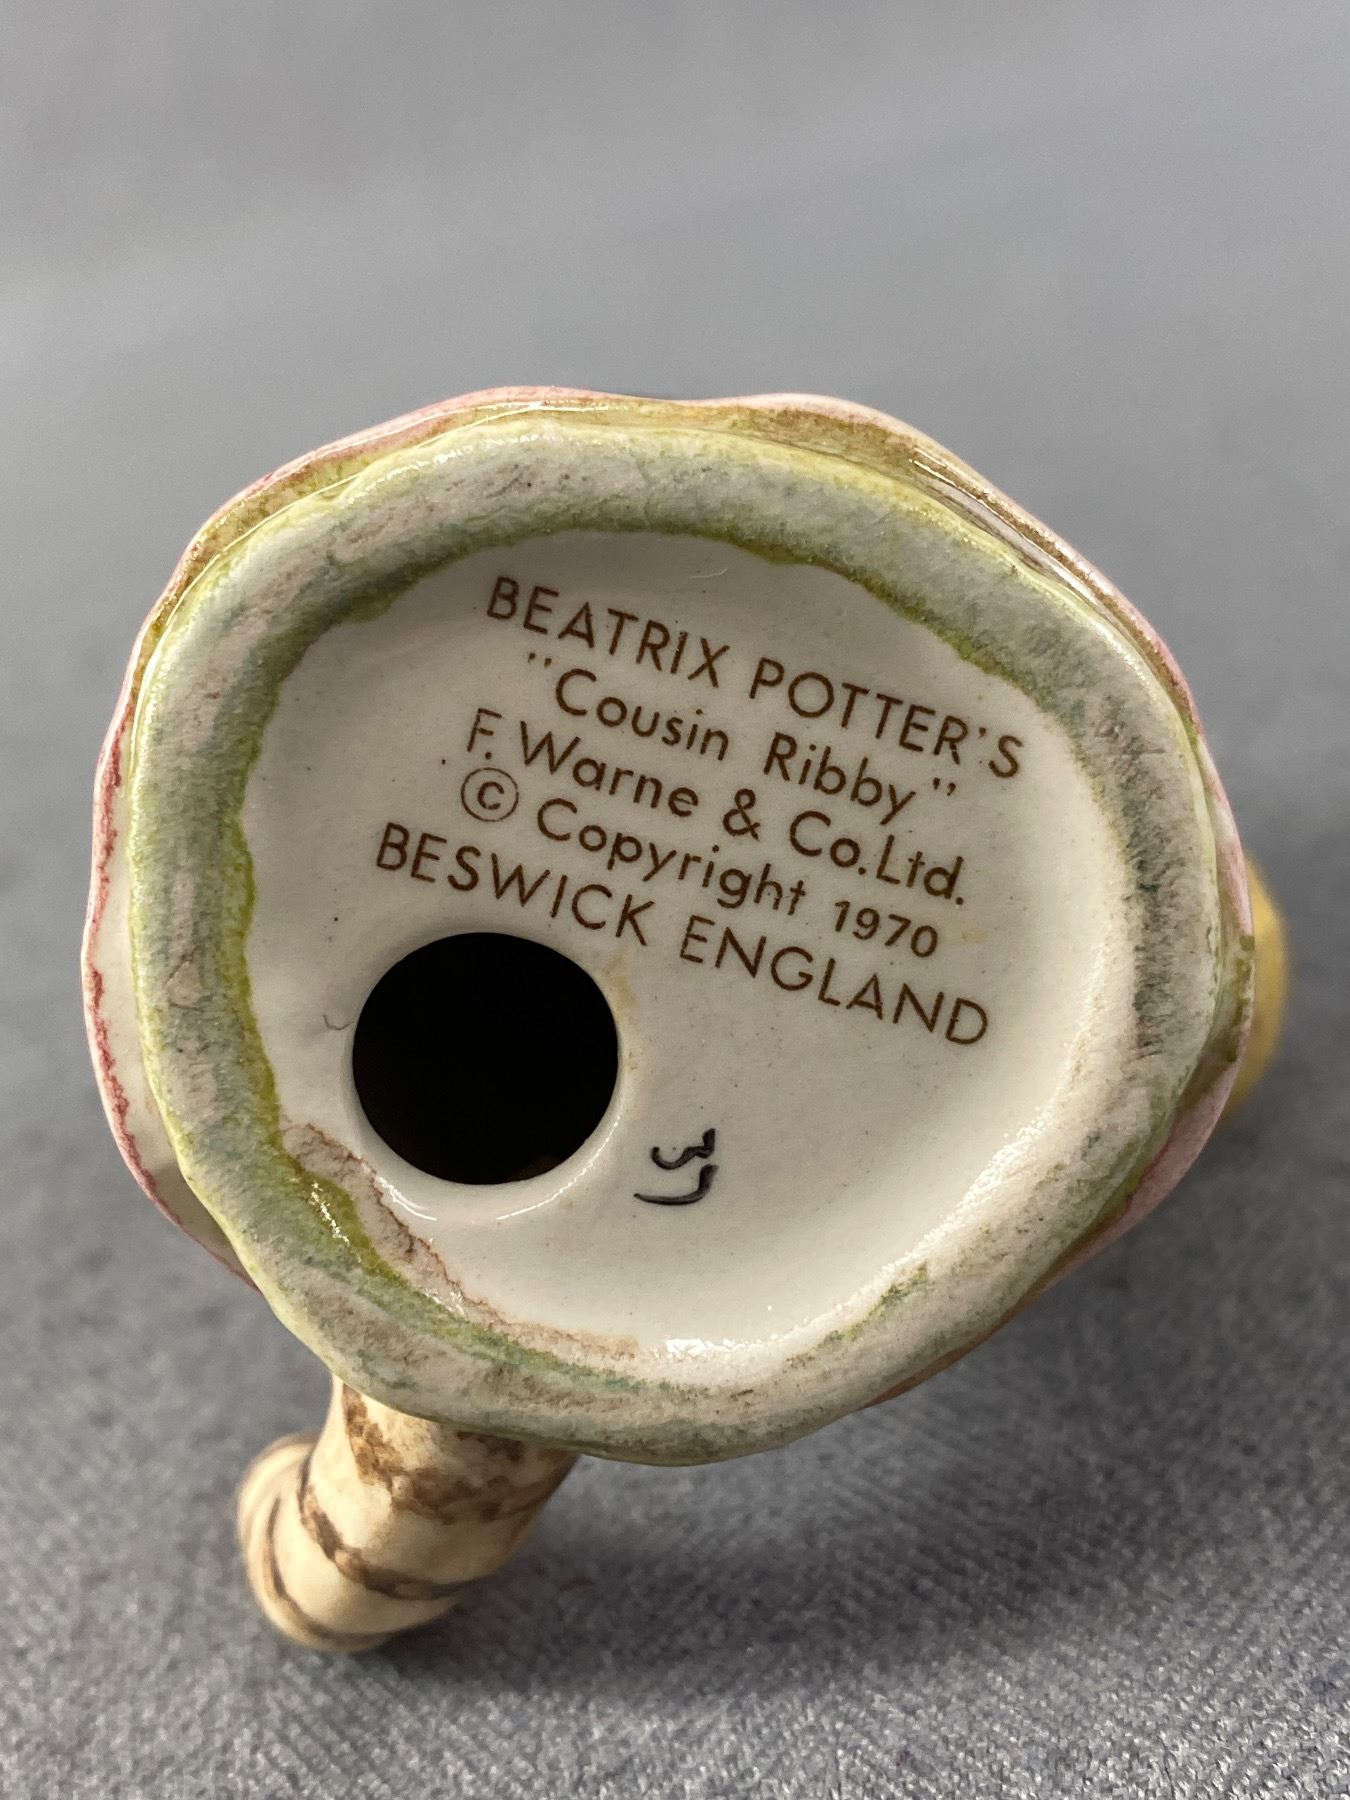 BEATRIX POTTER'S
"Cousin Ribby"
F. Warne & Co. Ltd.
© Copyright 1970
BESWICK ENGLAND